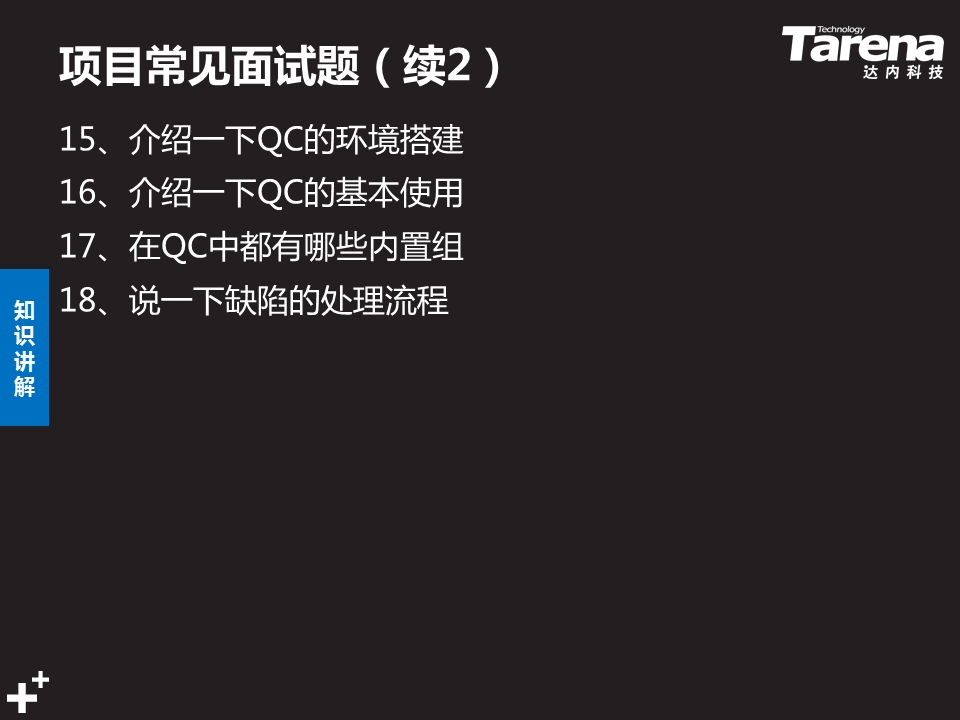 项目常见面试题（续2）
Technology
Tarena
达内科技
15、介绍一下QC的环境搭建
16、介绍一下QC的基本使用
17、在QC中都有哪些内置组
18、说一下缺陷的处理流程
知识讲解